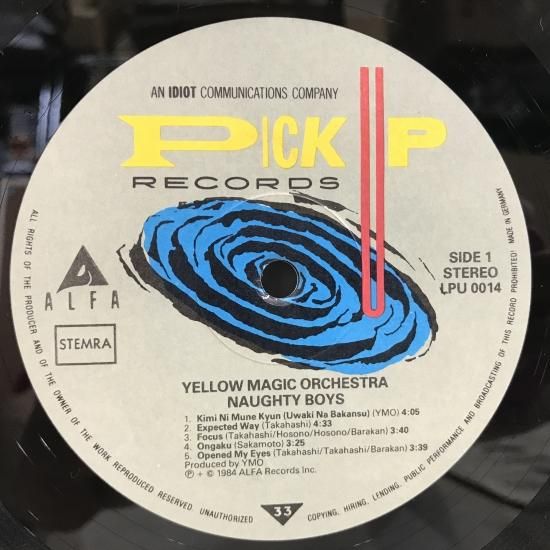 AN IDIOT COMMUNICATIONS COMPANY
PICK UP
RECORDS
ALFA
STEMRA
SIDE 1
STEREO
LPU 0014
YELLOW MAGIC ORCHESTRA
NAUGHTY BOYS
1. Kimi Ni Mune Kyun (Uwaki Na Bakansu) (YMO) 4:05
2. Expected Way (Takahashi) 4:33
3. Focus (Takahashi/Hosono/Hosono/Barakan) 3:40
4. Ongaku (Sakamoto) 3:25
5. Opened My Eyes (Takahashi/Takahashi/Barakan) 3:39
Produced by YMO
℗ + © 1984 ALFA Records Inc.
33
ALL RIGHTS OF THE PRODUCER AND OF THE OWNER OF THE WORK REPRODUCED RESERVED. UNAUTHORIZED COPYING, HIRING, LENDING, PUBLIC PERFORMANCE AND BROADCASTING OF THIS RECORD PROHIBITED! MADE IN GERMANY